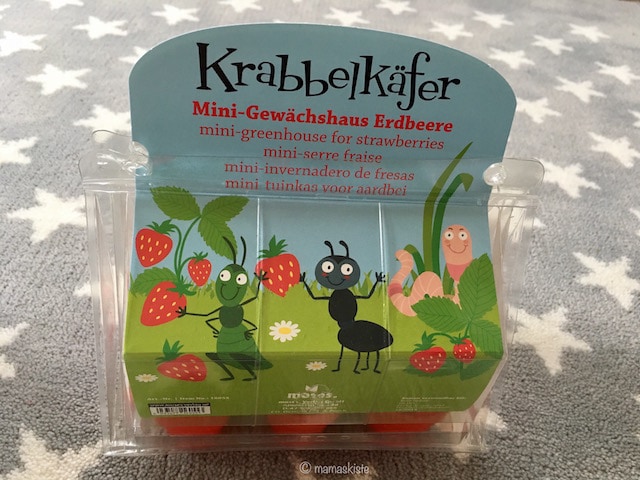 Krabbelkäfer
Mini-Gewächshaus Erdbeere
mini-greenhouse for strawberries
mini-serre fraise
mini-invernadero de fresas
mini-tuinkas voor aardbei
moses.
© mamaskiste